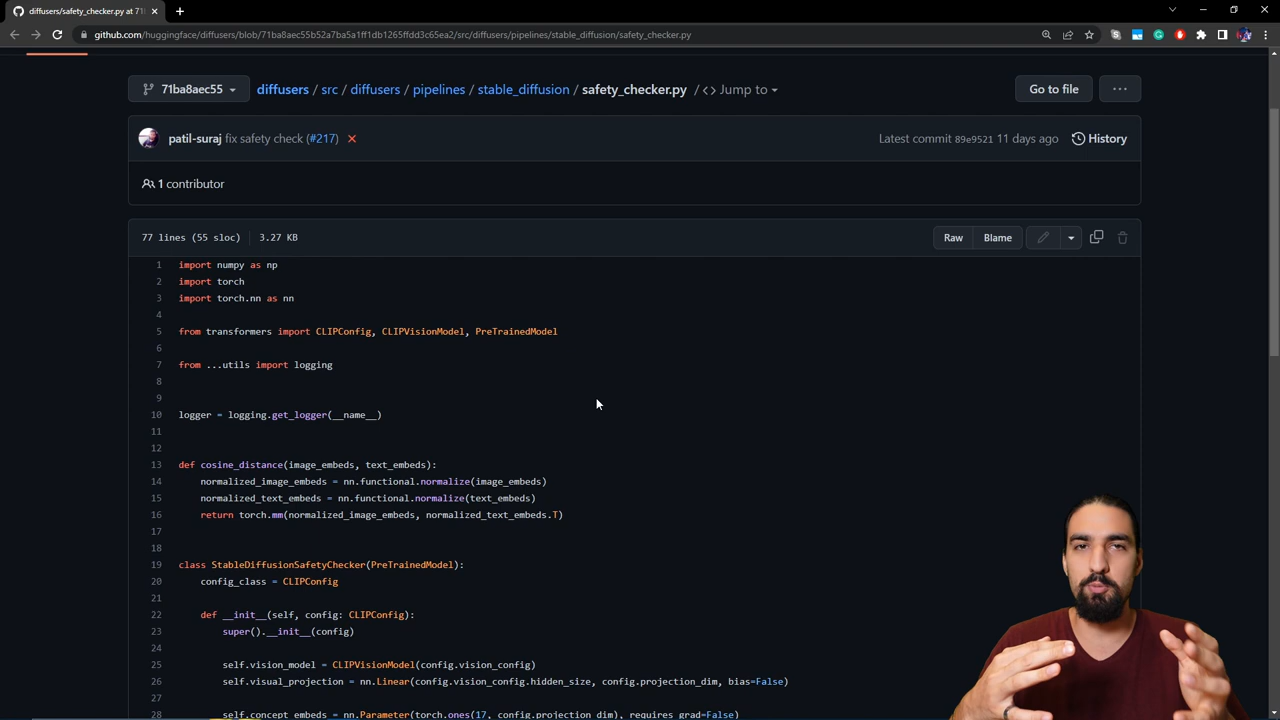 diffusers/safety_checker.py at 71
github.com/huggingface/diffusers/blob/71ba8aec55b52a7ba5a1ff1db1265ffdd3c65ea2/src/diffusers/pipelines/stable_diffusion/safety_checker.py
71ba8aec55
diffusers / src / diffusers / pipelines / stable_diffusion / safety_checker.py / <> Jump to
Go to file
...
patil-suraj fix safety check (#217)
Latest commit 89e9521 11 days ago
History
1 contributor
77 lines (55 sloc) 3.27 KB
Raw
Blame
1 import numpy as np
2 import torch
3 import torch.nn as nn
4
5 from transformers import CLIPConfig, CLIPVisionModel, PreTrainedModel
6
7 from ...utils import logging
8
9
10 logger = logging.get_logger(__name__)
11
12
13 def cosine_distance(image_embeds, text_embeds):
14 normalized_image_embeds = nn.functional.normalize(image_embeds)
15 normalized_text_embeds = nn.functional.normalize(text_embeds)
16 return torch.mm(normalized_image_embeds, normalized_text_embeds.T)
17
18
19 class StableDiffusionSafetyChecker(PreTrainedModel):
20 config_class = CLIPConfig
21
22 def __init__(self, config: CLIPConfig):
23 super().__init__(config)
24
25 self.vision_model = CLIPVisionModel(config.vision_config)
26 self.visual_projection = nn.Linear(config.vision_config.hidden_size, config.projection_dim, bias=False)
27
28 self.concept_embeds = nn.Parameter(torch.ones(17, config.projection_dim), requires_grad=False)